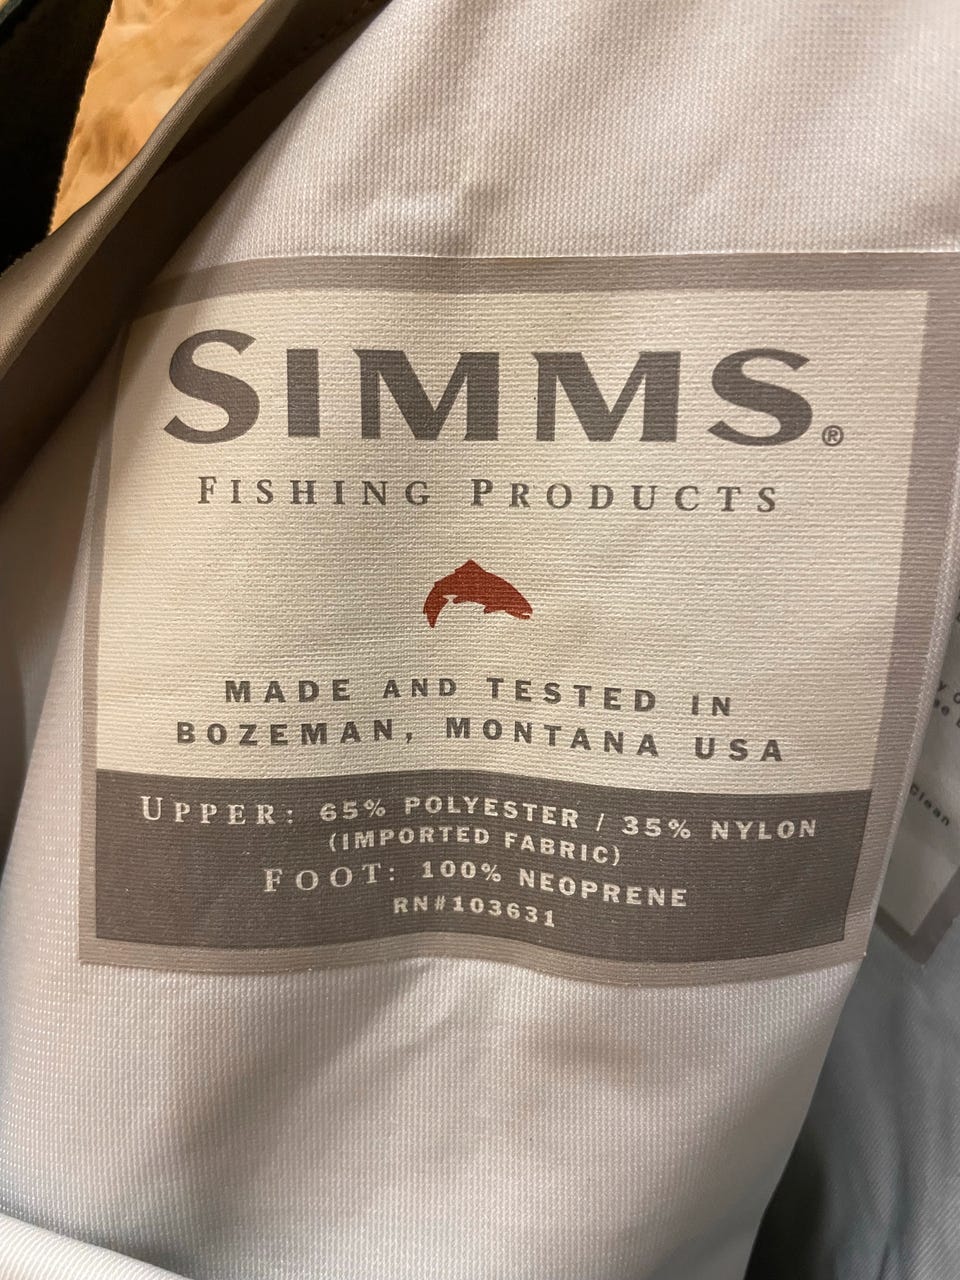 SIMMS®
FISHING PRODUCTS
MADE AND TESTED IN
BOZEMAN, MONTANA USA
UPPER: 65% POLYESTER / 35% NYLON
(IMPORTED FABRIC)
FOOT: 100% NEOPRENE
RN#103631
Clean